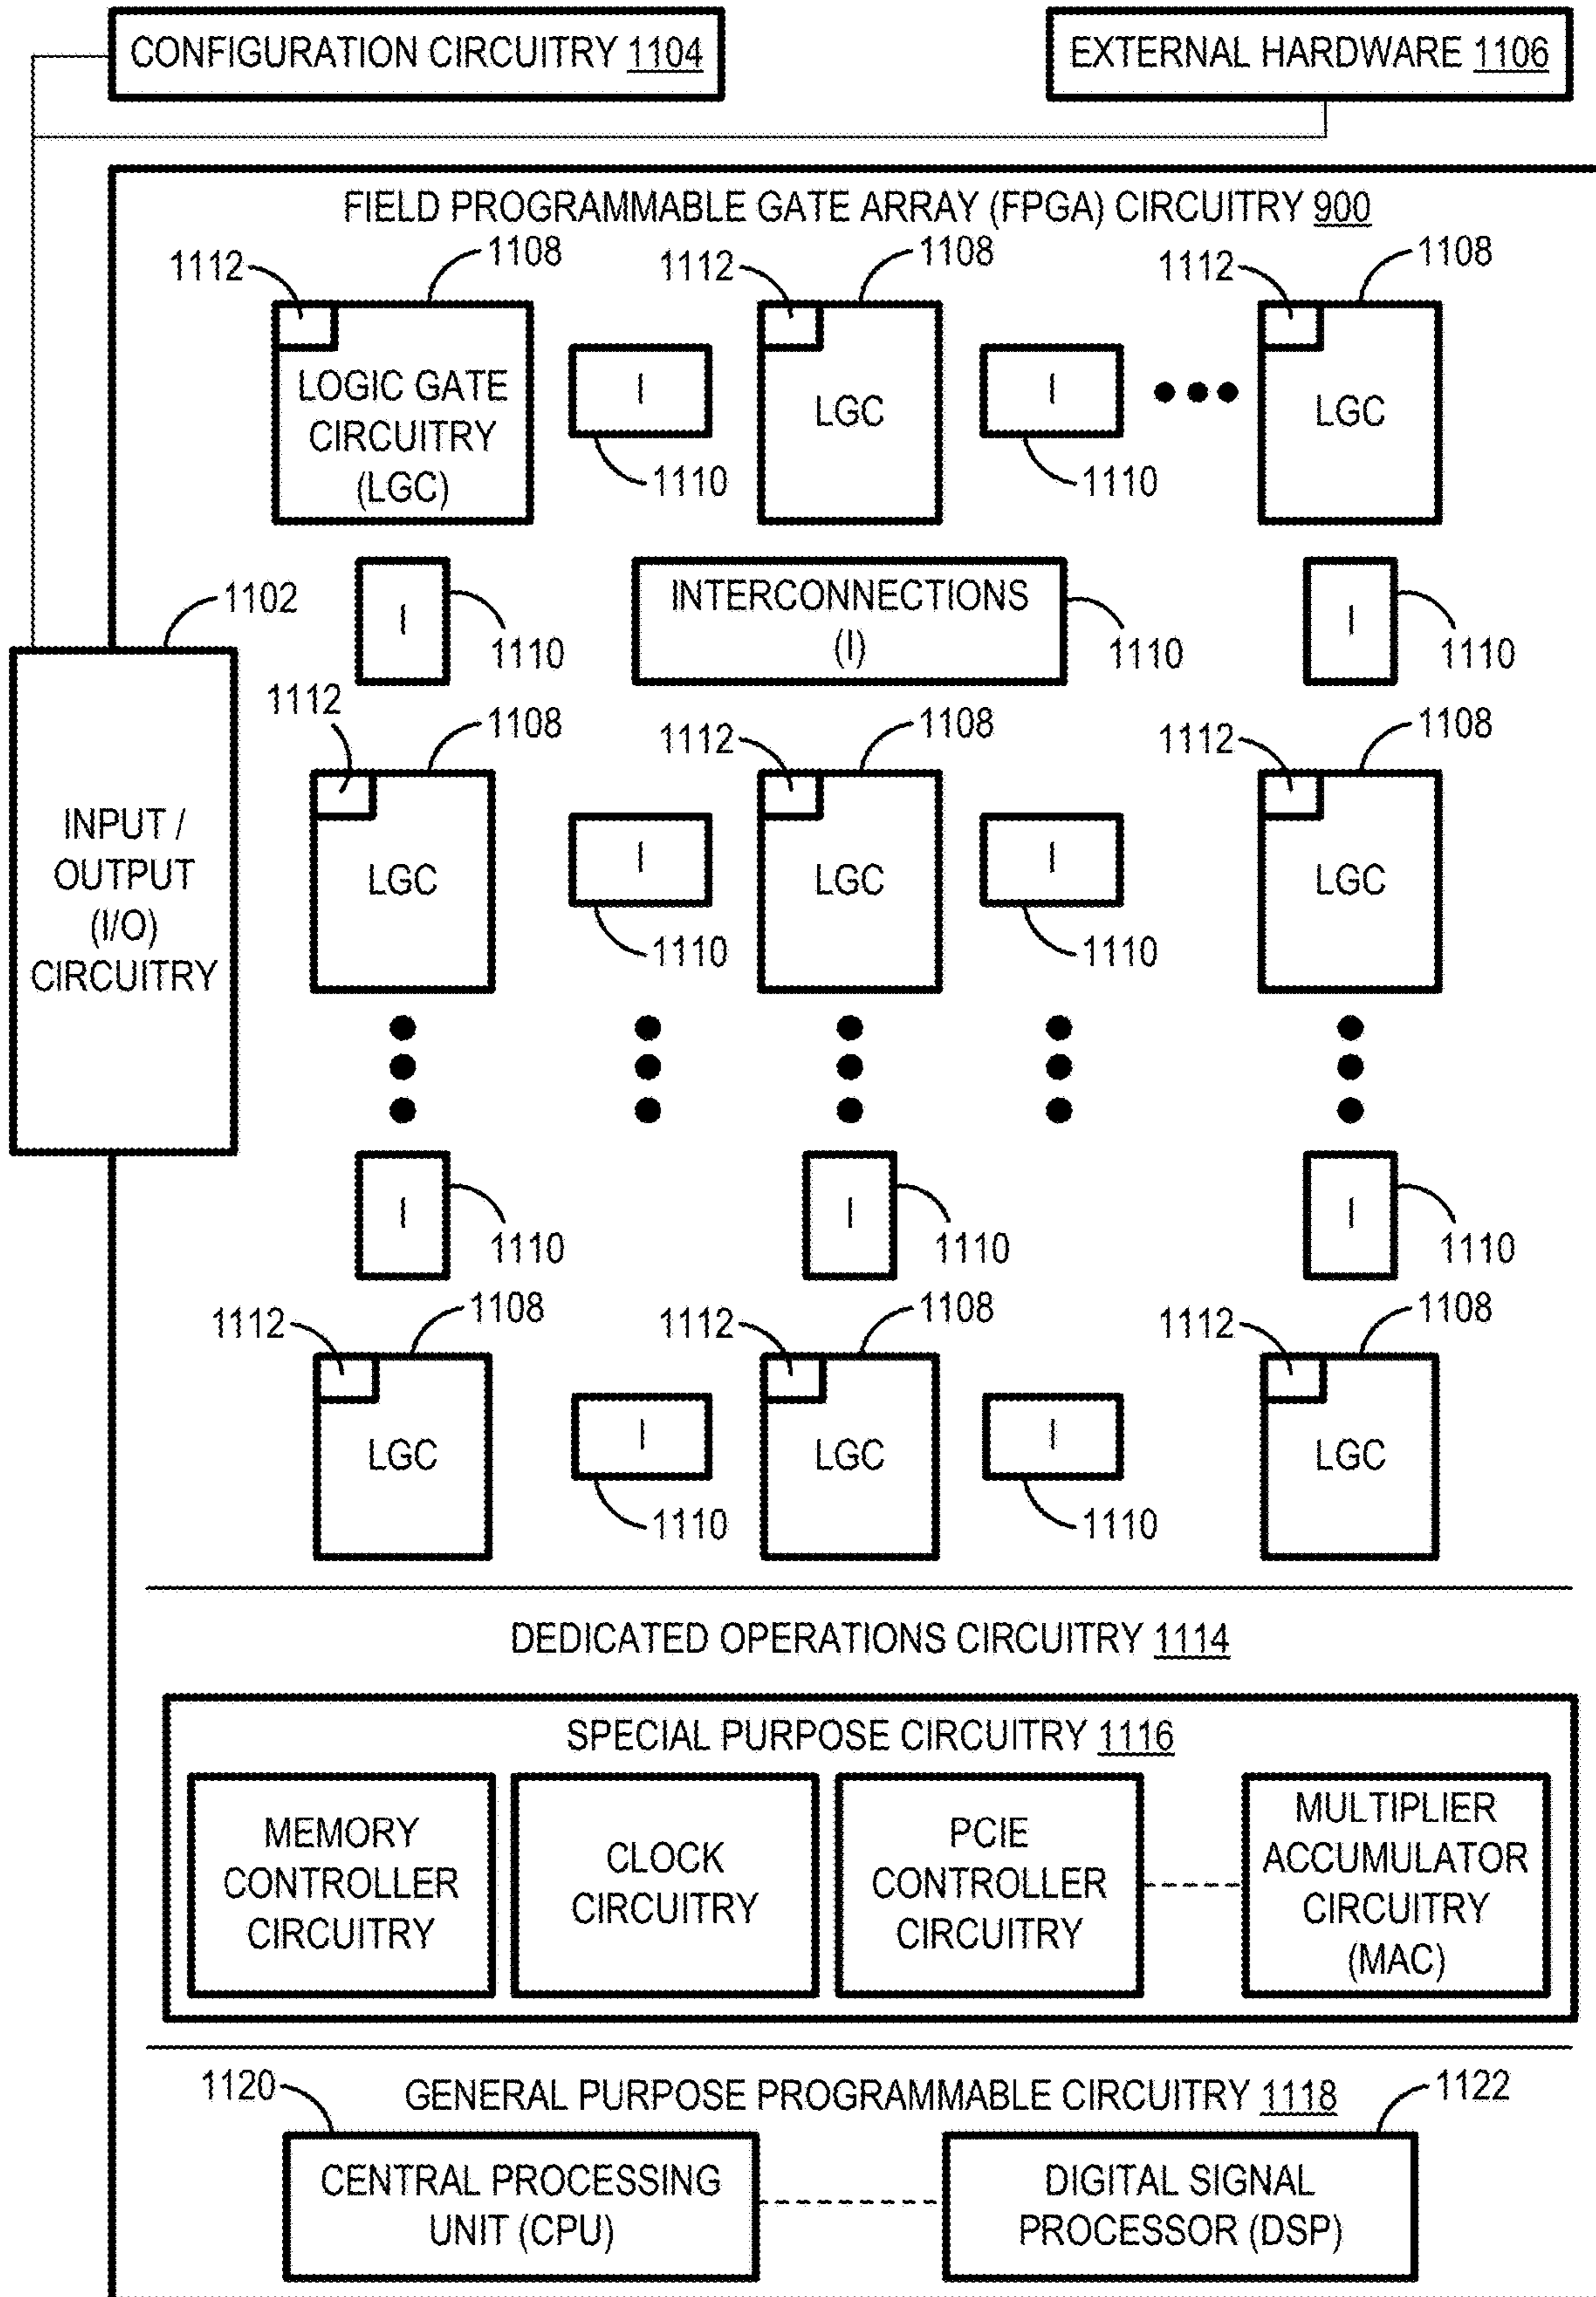 CONFIGURATION CIRCUITRY 1104
EXTERNAL HARDWARE 1106
FIELD PROGRAMMABLE GATE ARRAY (FPGA) CIRCUITRY 900
1112
1108
1112
1108
1112
1108
LOGIC GATE
CIRCUITRY
(LGC)
I
LGC
I
LGC
1110
1110
1102
I
1110
INTERCONNECTIONS
(I)
1110
I
1110
1112
1108
1112
1108
1112
1108
INPUT /
OUTPUT
(I/O)
CIRCUITRY
LGC
I
LGC
I
LGC
1110
1110
I
1110
I
1110
I
1110
1112
1108
1112
1108
1112
1108
LGC
I
LGC
I
LGC
1110
1110
DEDICATED OPERATIONS CIRCUITRY 1114
SPECIAL PURPOSE CIRCUITRY 1116
MEMORY
CONTROLLER
CIRCUITRY
CLOCK
CIRCUITRY
PCIE
CONTROLLER
CIRCUITRY
MULTIPLIER
ACCUMULATOR
CIRCUITRY
(MAC)
1120
GENERAL PURPOSE PROGRAMMABLE CIRCUITRY 1118
1122
CENTRAL PROCESSING
UNIT (CPU)
DIGITAL SIGNAL
PROCESSOR (DSP)